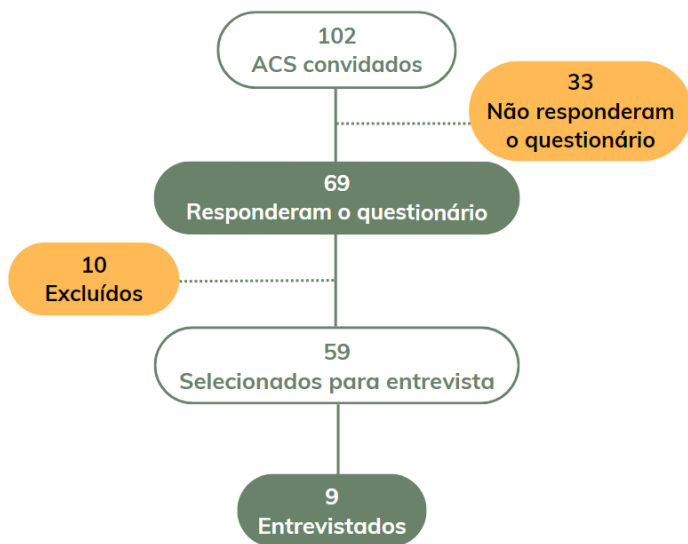 102
ACS convidados
33
Não responderam
o questionário
69
Responderam o questionário
10
Excluídos
59
Selecionados para entrevista
9
Entrevistados